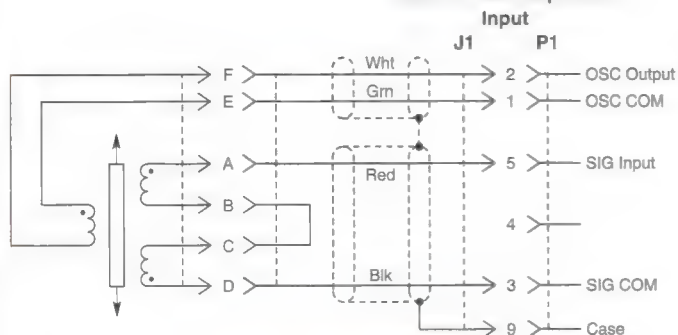 Input
J1 P1
F Wht 2 OSC Output
E Grn 1 OSC COM
A Red 5 SIG Input
B
4
C
D Blk 3 SIG COM
9 Case